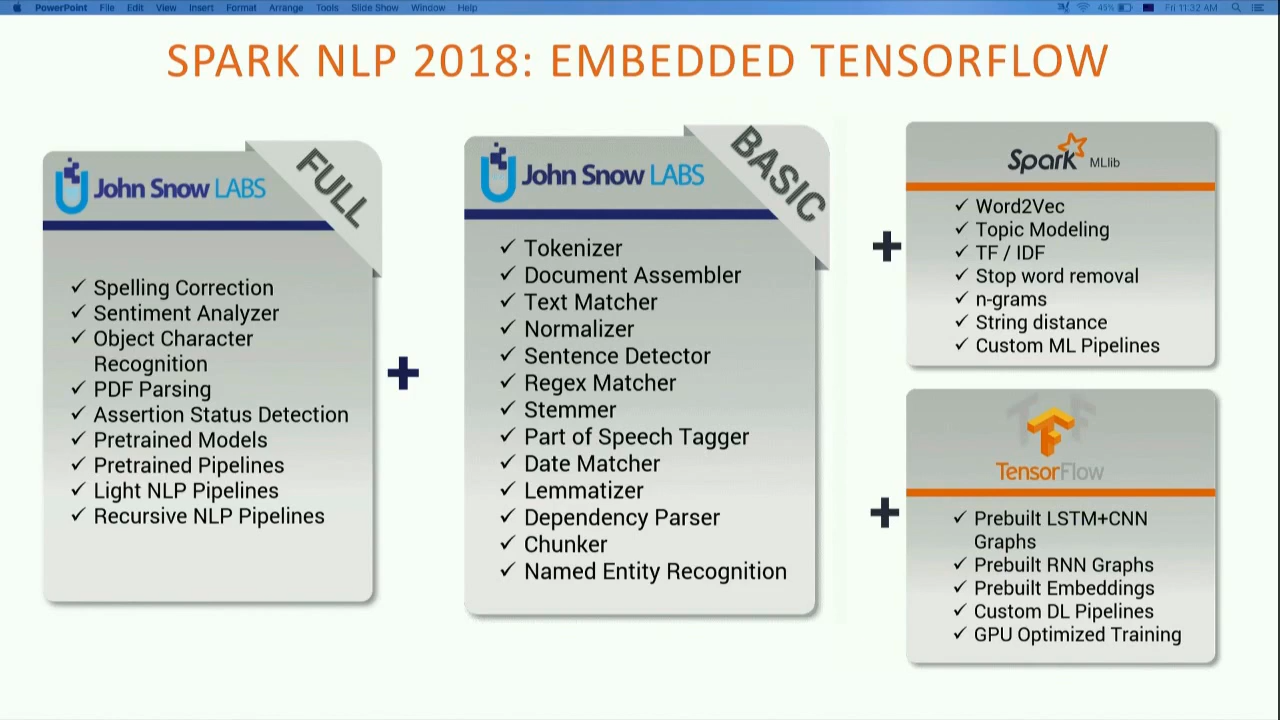 PowerPoint File Edit View Insert Format Arrange Tools Slide Show Window Help 45% Fri 11:32 AM
SPARK NLP 2018: EMBEDDED TENSORFLOW
John Snow LABS
FULL
Spelling Correction
Sentiment Analyzer
Object Character
Recognition
PDF Parsing
Assertion Status Detection
Pretrained Models
Pretrained Pipelines
Light NLP Pipelines
Recursive NLP Pipelines
+
John Snow LABS
BASIC
Tokenizer
Document Assembler
Text Matcher
Normalizer
Sentence Detector
Regex Matcher
Stemmer
Part of Speech Tagger
Date Matcher
Lemmatizer
Dependency Parser
Chunker
Named Entity Recognition
+
Spark MLlib
Word2Vec
Topic Modeling
TF / IDF
Stop word removal
n-grams
String distance
Custom ML Pipelines
+
TensorFlow
Prebuilt LSTM+CNN
Graphs
Prebuilt RNN Graphs
Prebuilt Embeddings
Custom DL Pipelines
GPU Optimized Training